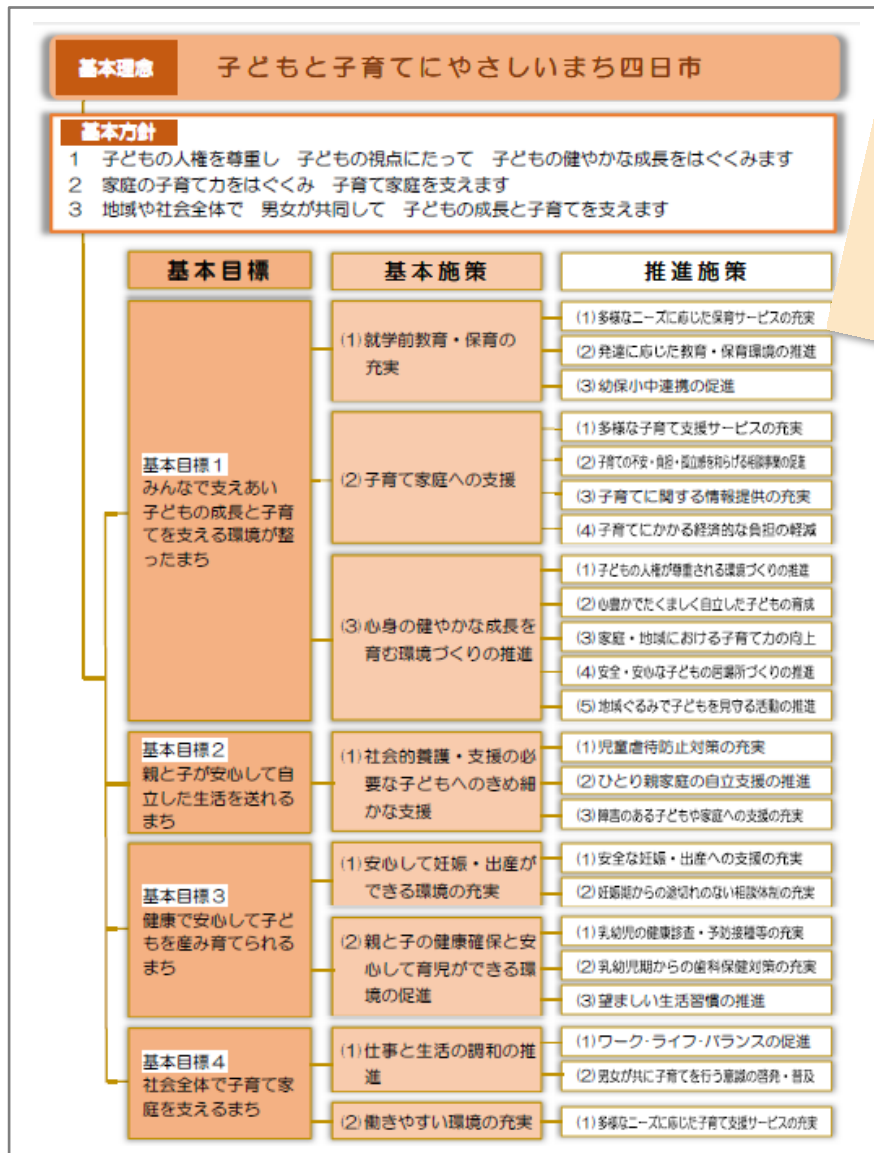 基本理念 子どもと子育てにやさしいまち四日市
基本方針
1 子どもの人権を尊重し 子どもの視点にたって 子どもの健やかな成長をはぐくみます
2 家庭の子育て力をはぐくみ 子育て家庭を支えます
3 地域や社会全体で 男女が共同して 子どもの成長と子育てを支えます
基本目標 基本施策 推進施策
基本目標1
みんなで支えあい
子どもの成長と子育
てを支える環境が整
ったまち
(1)就学前教育・保育の
充実
(1)多様なニーズに応じた保育サービスの充実
(2)発達に応じた教育・保育環境の推進
(3)幼保小中連携の促進
(2)子育て家庭への支援
(1)多様な子育て支援サービスの充実
(2)子育ての不安・負担・孤立感を和らげる相談事業の促進
(3)子育てに関する情報提供の充実
(4)子育てにかかる経済的な負担の軽減
(3)心身の健やかな成長を
育む環境づくりの推進
(1)子どもの人権が尊重される環境づくりの推進
(2)心豊かでたくましく自立した子どもの育成
(3)家庭・地域における子育て力の向上
(4)安全・安心な子どもの居場所づくりの推進
(5)地域ぐるみで子どもを見守る活動の推進
基本目標2
親と子が安心して自
立した生活を送れる
まち
(1)社会的養護・支援の必
要な子どもへのきめ細
かな支援
(1)児童虐待防止対策の充実
(2)ひとり親家庭の自立支援の推進
(3)障害のある子どもや家庭への支援の充実
基本目標3
健康で安心して子ど
もを産み育てられる
まち
(1)安心して妊娠・出産が
できる環境の充実
(1)安全な妊娠・出産への支援の充実
(2)妊娠期からの途切れのない相談体制の充実
(2)親と子の健康確保と安
心して育児ができる環
境の促進
(1)乳幼児の健康診査・予防接種等の充実
(2)乳幼児期からの歯科保健対策の充実
(3)望ましい生活習慣の推進
基本目標4
社会全体で子育て家
庭を支えるまち
(1)仕事と生活の調和の推
進
(1)ワーク・ライフ・バランスの促進
(2)男女が共に子育てを行う意識の啓発・普及
(2)働きやすい環境の充実
(1)多様なニーズに応じた子育て支援サービスの充実